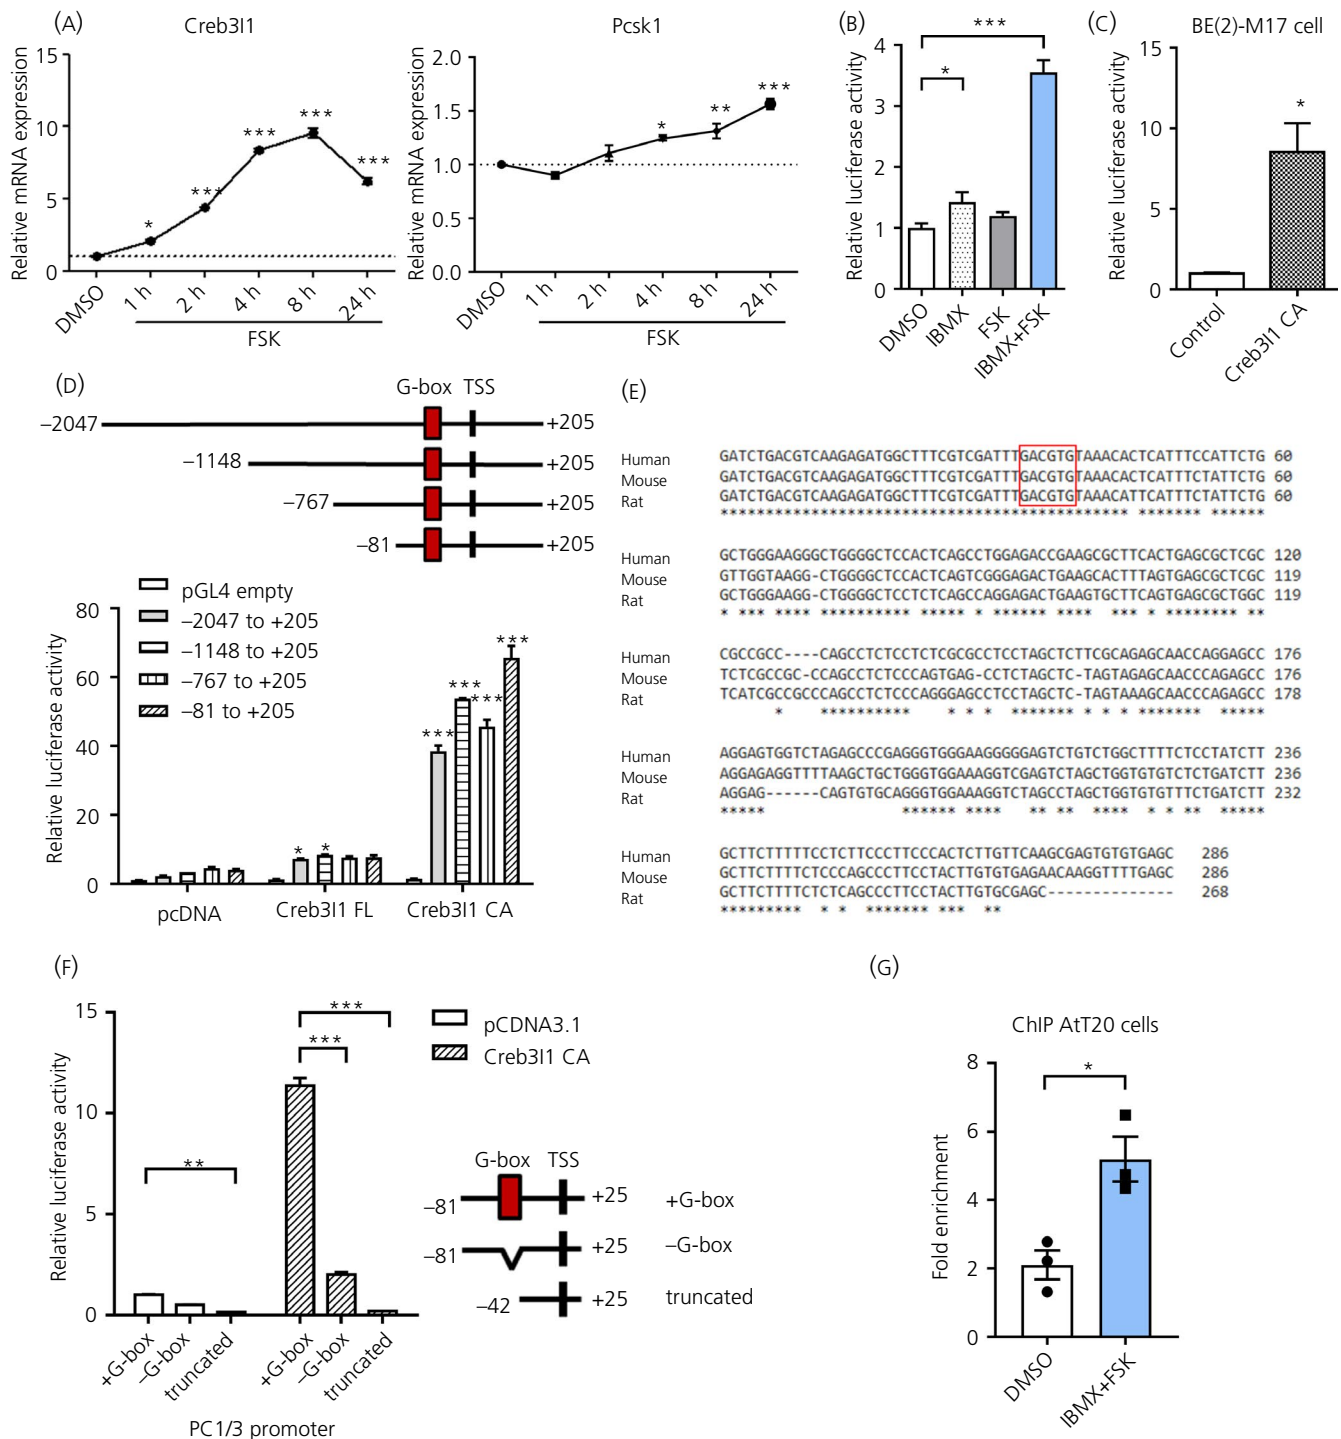 (A)
Creb3l1
Relative mRNA expression
15
10
5
0
*
***
***
***
***
DMSO
1 h
2 h
4 h
8 h
24 h
FSK
Pcsk1
Relative mRNA expression
2.0
1.5
1.0
0.5
0.0
*
**
***
DMSO
1 h
2 h
4 h
8 h
24 h
FSK
(B)
Relative luciferase activity
4
3
2
1
0
***
*
DMSO
IBMX
FSK
IBMX+FSK
(C)
BE(2)-M17 cell
Relative luciferase activity
15
10
5
0
*
Control
Creb3l1 CA
(D)
G-box TSS
–2047 +205
–1148 +205
–767 +205
–81 +205
pGL4 empty
–2047 to +205
–1148 to +205
–767 to +205
–81 to +205
Relative luciferase activity
80
60
40
20
0
* *
*** *** *** ***
pcDNA
Creb3l1 FL
Creb3l1 CA
(E)
Human GATCTGACGTCAAGAGATGGCTTTCGTCGATTTGACGTGTAAACACTCATTTCCATTCTG 60
Mouse GATCTGACGTCAAGAGATGGCTTTCGTCGATTTGACGTGTAAACACTCATTTCTATTCTG 60
Rat GATCTGACGTCAAGAGATGGCTTTCGTCGATTTGACGTGTAAACATTCATTTCTATTCTG 60
********************************************* ******* ******
Human GCTGGGAAGGGCTGGGGCTCCACTCAGCCTGGAGACCGAAGCGCTTCACTGAGCGCTCGC 120
Mouse GTTGGTAAGG-CTGGGGCTCCACTCAGTCGGGAGACTGAAGCACTTTAGTGAGCGCTCGC 119
Rat GCTGGGAAGG-CTGGGGCTCCTCTCAGCCAGGAGACTGAAGTGCTTCAGTGAGCGCTGGC 119
* *** **** ********** ***** * ****** **** *** * ******** **
Human CGCCGCC----CAGCCTCTCCTCTCGCGCCTCCTAGCTCTTCGCAGAGCAACCAGGAGCC 176
Mouse TCTCGCCGC-CCAGCCTCTCCCAGTGAG-CCTCTAGCTC-TAGTAGAGCAACCCAGAGCC 176
Rat TCATCGCCGCCCAGCCTCTCCCAGGGAGCCTCCTAGCTC-TAGTAAAGCAACCCAGAGCC 178
* ********** * * * ******* * * * ******* *****
Human AGGAGTGGTCTAGAGCCCGAGGGTGGGAAGGGGGAGTCTGTCTGGCTTTTCTCCTATCTT 236
Mouse AGGAGAGGTTTTAAGCTGCTGGGTGGAAAGGTCGAGTCTAGCTGGTGTGTCTCTGATCTT 236
Rat AGGAG------CAGTGTGCAGGGTGGAAAGGTCTAGCCTAGCTGGTGTGTTTCTGATCTT 232
***** ****** **** ** ** **** * * ** *****
Human GCTTCTTTTTCCTCTTCCCTTCCCACTCTTGTTCAAGCGAGTGTGTGAGC 286
Mouse GCTTCTTTTCTCCCAGCCCTTCCTACTTGTGTGAGAACAAGGTTTTGAGC 286
Rat GCTTCTTTTCTCTCAGCCCTTCCTACTTGTGCGAGC-------------- 268
********* * * ******* *** **
(F)
Relative luciferase activity
15
10
5
0
**
***
***
pCDNA3.1
Creb3l1 CA
+G-box
–G-box
truncated
+G-box
–G-box
truncated
PC1/3 promoter
G-box TSS
–81 +25 +G-box
–81 +25 –G-box
–42 +25 truncated
(G)
ChIP AtT20 cells
Fold enrichment
8
6
4
2
0
*
DMSO
IBMX+FSK